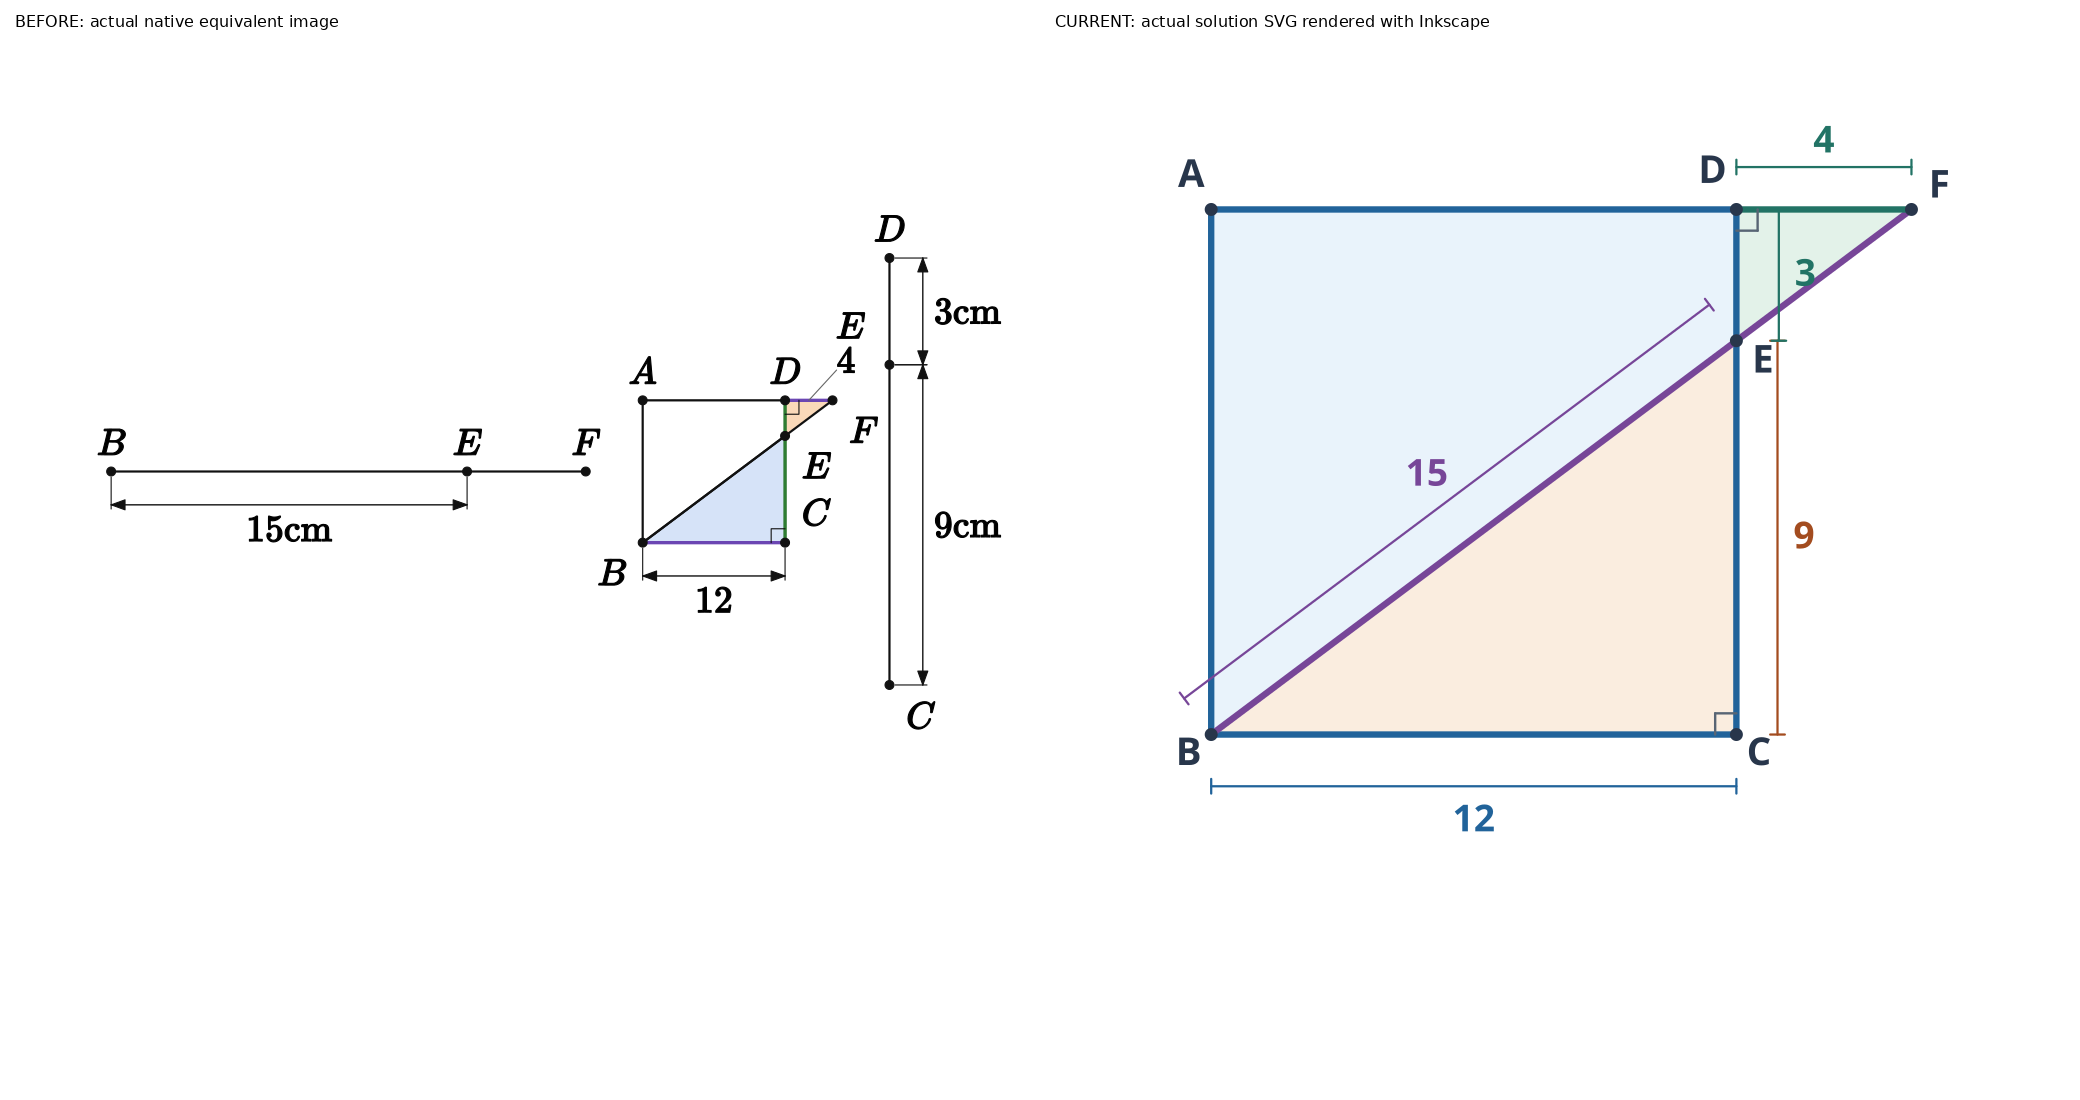 BEFORE: actual native equivalent image
CURRENT: actual solution SVG rendered with Inkscape
B
E
F
15cm
A
D
E
4
F
E
C
B
12
D
3cm
9cm
C
A
D
4
F
3
E
15
9
B
C
12